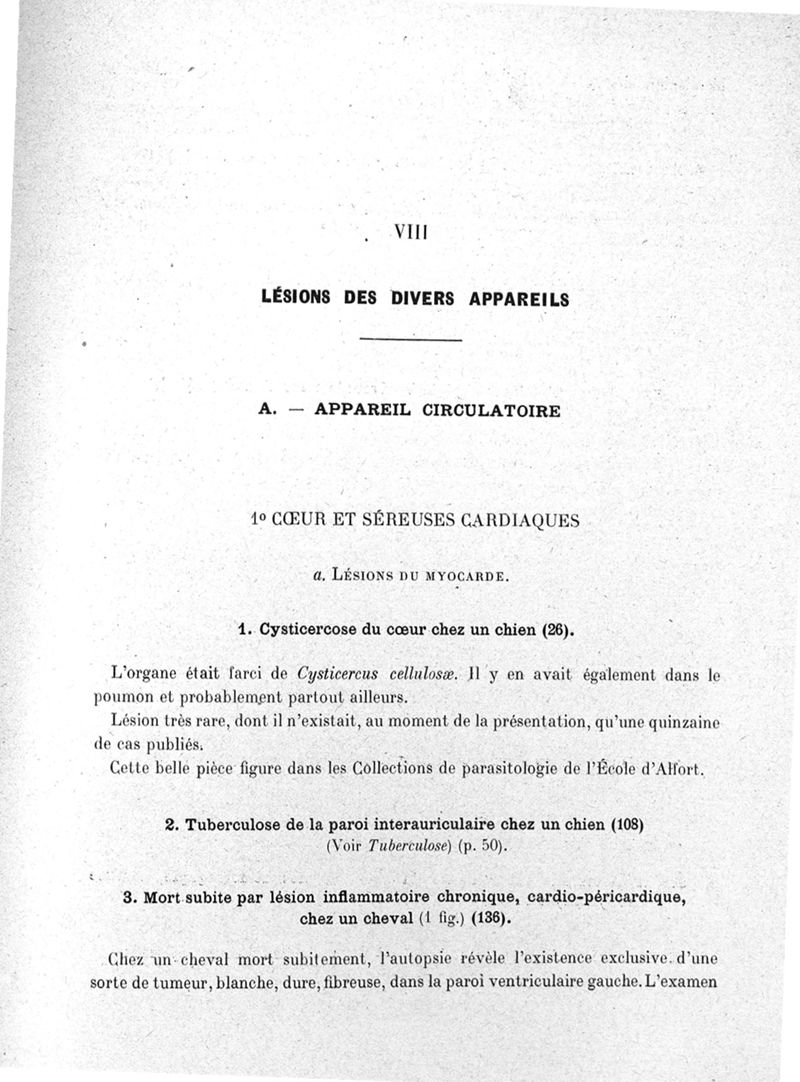 VIII
LÉSIONS DES DIVERS APPAREILS
A. — APPAREIL CIRCULATOIRE
1º CŒUR ET SÉREUSES CARDIAQUES
a. LÉSIONS DU MYOCARDE.
1. Cysticercose du cœur chez un chien (26).
L'organe était farci de Cysticercus cellulosæ. Il y en avait également dans le
poumon et probablement partout ailleurs.
Lésion très rare, dont il n'existait, au moment de la présentation, qu'une quinzaine
de cas publiés.
Cette belle pièce figure dans les Collections de parasitologie de l'École d'Alfort.
2. Tuberculose de la paroi interauriculaire chez un chien (108)
(Voir Tuberculose) (p. 50).
3. Mort subite par lésion inflammatoire chronique, cardio-péricardique,
chez un cheval (1 fig.) (136).
Chez un cheval mort subitement, l'autopsie révèle l'existence exclusive d'une
sorte de tumeur, blanche, dure, fibreuse, dans la paroi ventriculaire gauche. L'examen